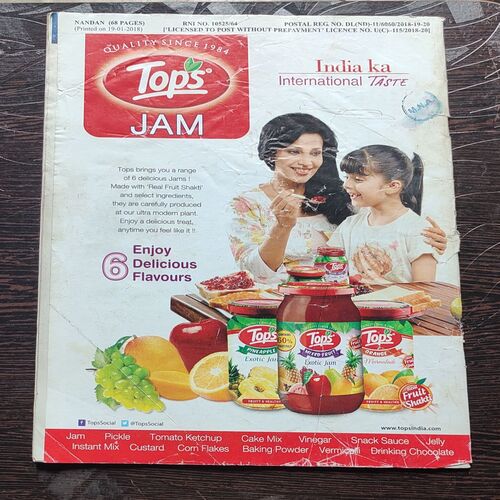 NANDAN (68 PAGES) RNI NO. 10525/64 POSTAL REG. NO. DL(ND)-11/6060/2018-19-20
(Printed on 19-01-2018) ['LICENSED TO POST WITHOUT PREPAYMENT' LICENCE NO. U(C)-115/2018-20]
QUALITY SINCE 1984
Tops
JAM
India ka
International TASTE
Tops brings you a range
of 6 delicious Jams !
Made with 'Real Fruit Shakti'
and select ingredients,
they are carefully produced
at our ultra modern plant.
Enjoy a delicious treat,
anytime you feel like it !!
6 Enjoy
Delicious
Flavours
Tops
Tops
PINEAPPLE
Exotic Jam
Tops
MIXED FRUIT
Exotic Jam
50%
Tops
ORANGE
Marmalade
FRUITY & HEALTHY
FRUITY & HEALTHY
Fruit
Shakti
TopsSocial @TopsSocial
www.topsindia.com
Jam Pickle Tomato Ketchup Cake Mix Vinegar Snack Sauce Jelly
Instant Mix Custard Corn Flakes Baking Powder Vermicelli Drinking Chocolate